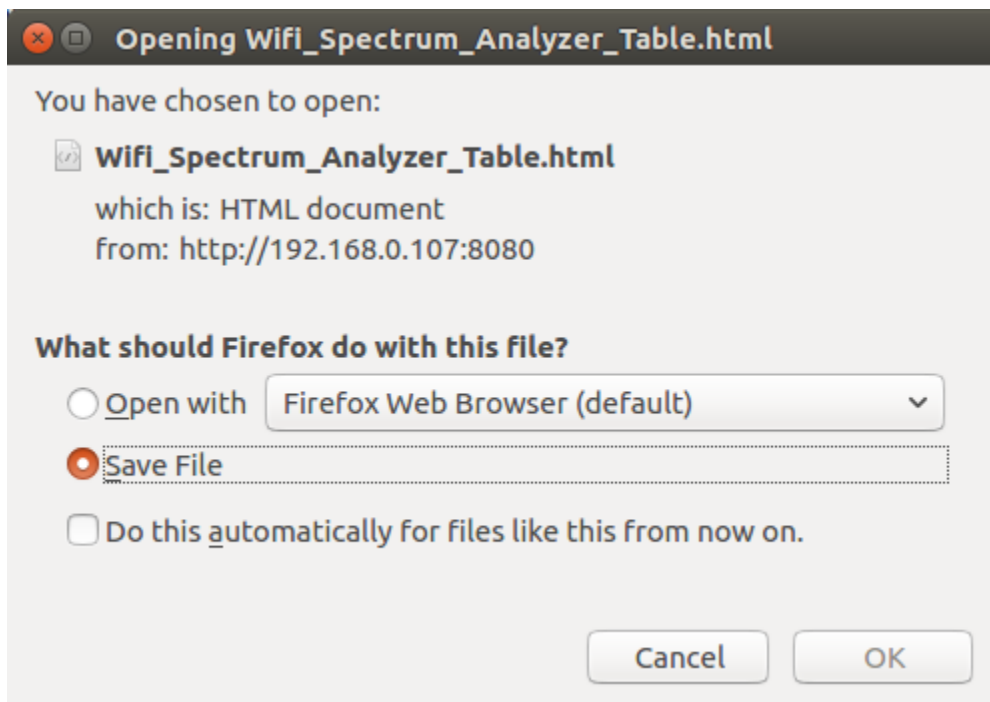 Opening Wifi_Spectrum_Analyzer_Table.html
You have chosen to open:
Wifi_Spectrum_Analyzer_Table.html
which is: HTML document
from: http://192.168.0.107:8080
What should Firefox do with this file?
Open with Firefox Web Browser (default)
Save File
Do this automatically for files like this from now on.
Cancel OK